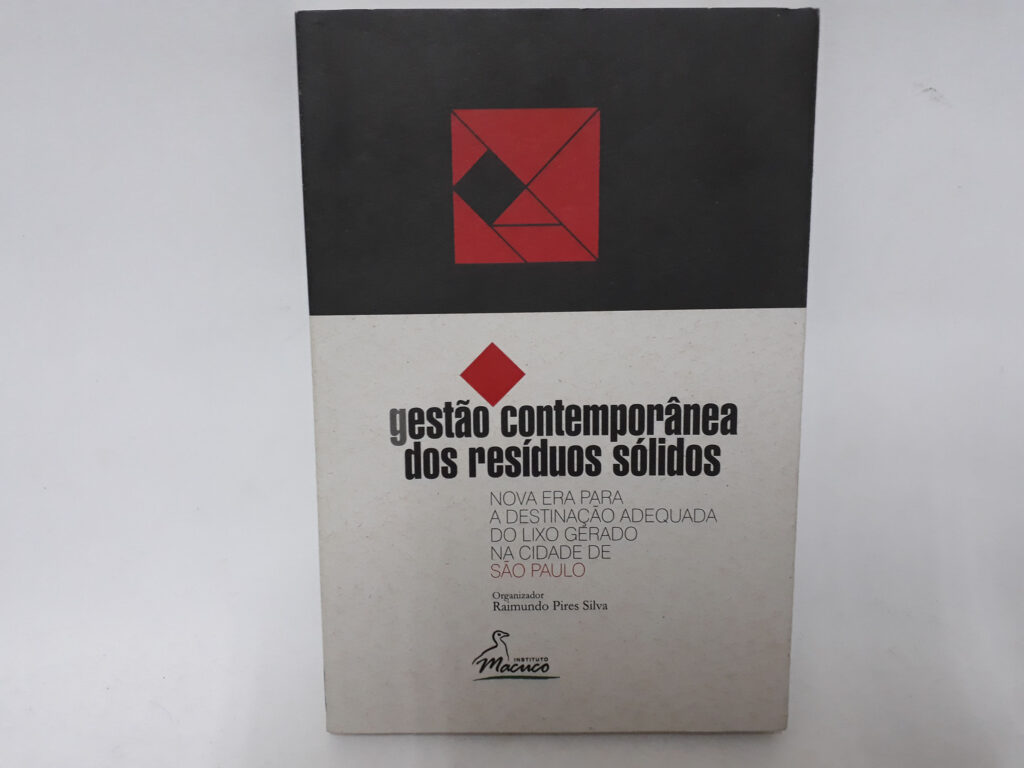 gestão contemporânea
dos resíduos sólidos
NOVA ERA PARA
A DESTINAÇÃO ADEQUADA
DO LIXO GERADO
NA CIDADE DE
SÃO PAULO
Organizador
Raimundo Pires Silva
INSTITUTO
Macuco